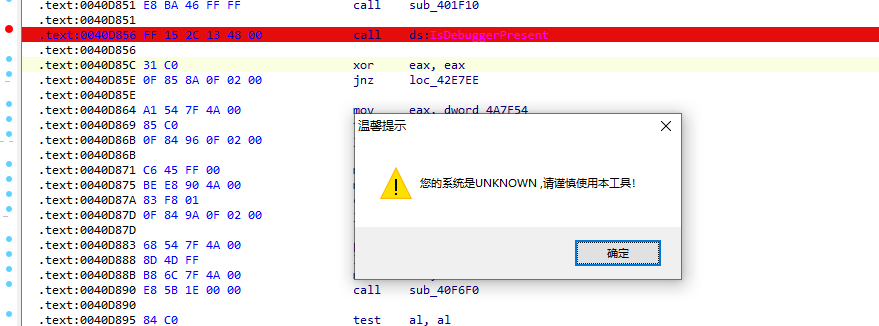 .text:0040D851 E8 BA 46 FF FF call sub_401F10
.text:0040D851
.text:0040D856 FF 15 2C 13 48 00 call ds:IsDebuggerPresent
.text:0040D856
.text:0040D85C 31 C0 xor eax, eax
.text:0040D85E 0F 85 8A 0F 02 00 jnz loc_42E7EE
.text:0040D85E
.text:0040D864 A1 54 7F 4A 00 mov eax, dword_4A7F54
.text:0040D869 85 C0
.text:0040D86B 0F 84 96 0F 02 00
.text:0040D86B
.text:0040D871 C6 45 FF 00
.text:0040D875 BE E8 90 4A 00
.text:0040D87A 83 F8 01
.text:0040D87D 0F 84 9A 0F 02 00
.text:0040D87D
.text:0040D883 68 54 7F 4A 00
.text:0040D888 8D 4D FF
.text:0040D88B B8 6C 7F 4A 00
.text:0040D890 E8 5B 1E 00 00 call sub_40F6F0
.text:0040D890
.text:0040D895 84 C0 test al, al
温馨提示
您的系统是UNKNOWN ,请谨慎使用本工具!
确定